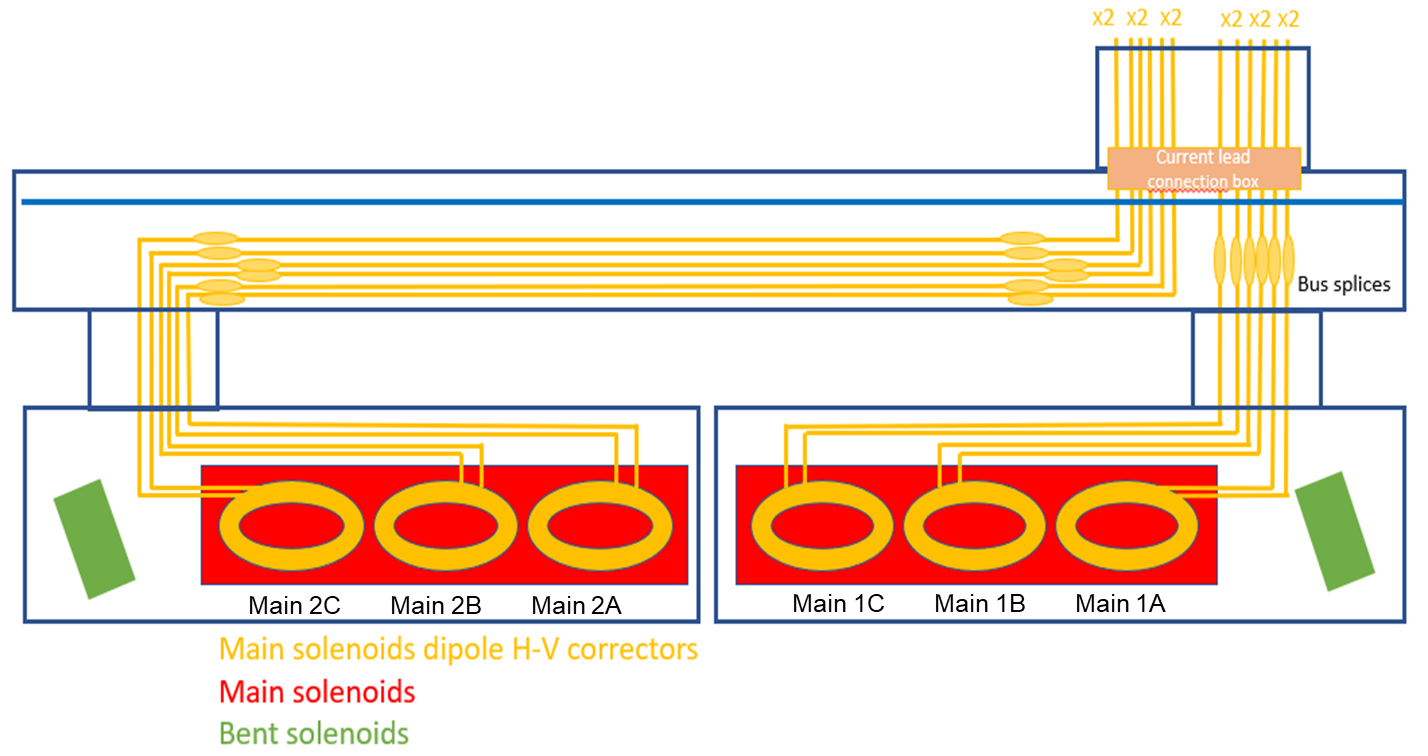 x2 x2 x2 x2 x2 x2
Current lead
connection box
Bus splices
Main 2C Main 2B Main 2A Main 1C Main 1B Main 1A
Main solenoids dipole H-V correctors
Main solenoids
Bent solenoids